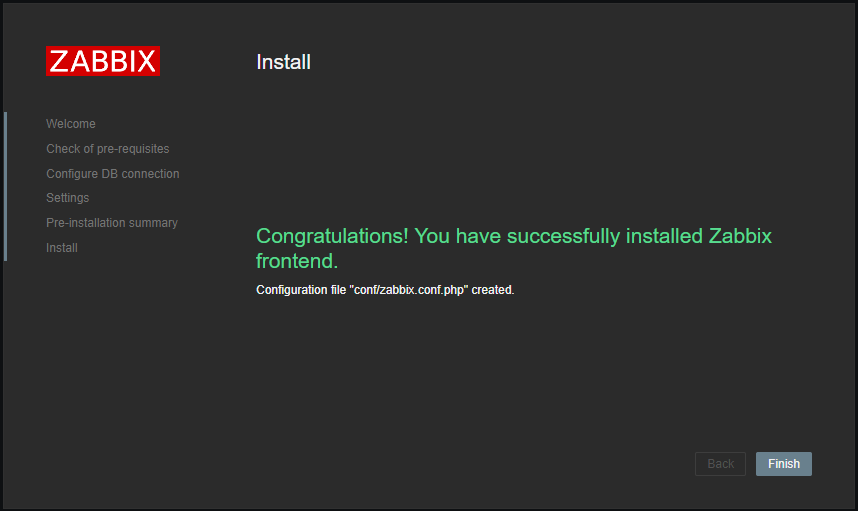 ZABBIX
Install
Welcome
Check of pre-requisites
Configure DB connection
Settings
Pre-installation summary
Install
Congratulations! You have successfully installed Zabbix
frontend.
Configuration file "conf/zabbix.conf.php" created.
Back
Finish